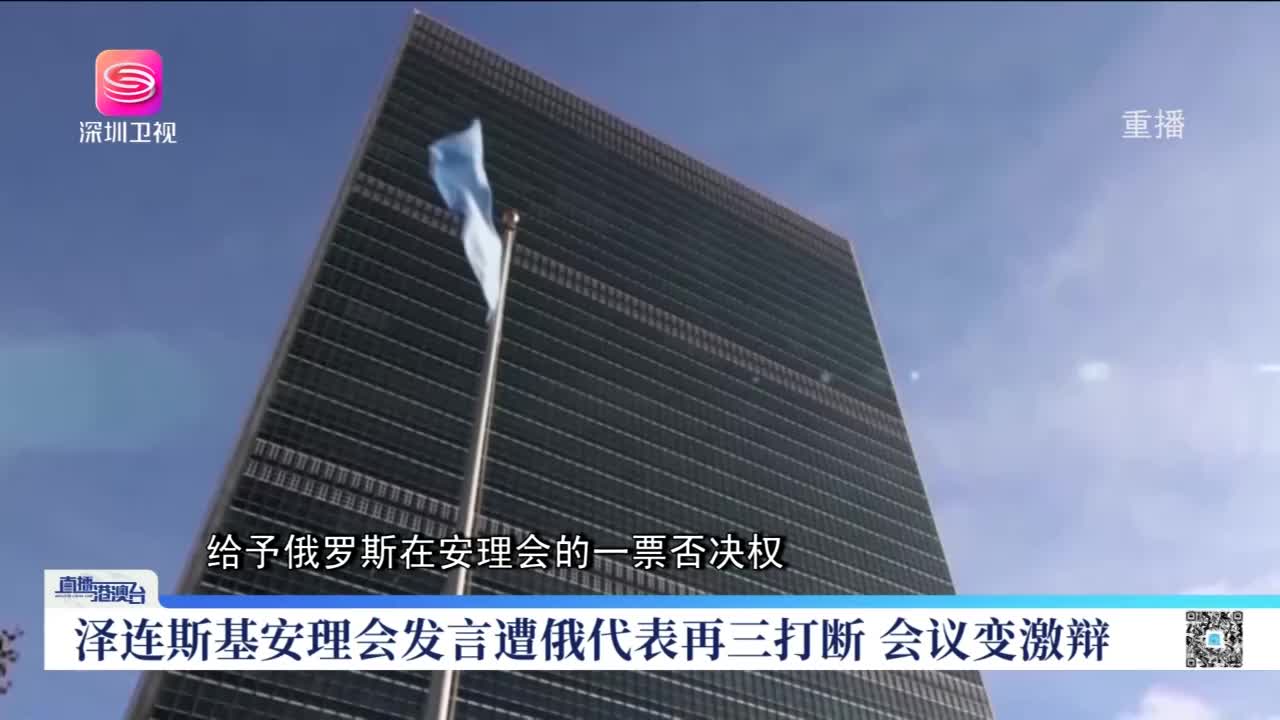 深圳卫视
重播
给予俄罗斯在安理会的一票否决权
直播港澳台
泽连斯基安理会发言遭俄代表再三打断 会议变激辩